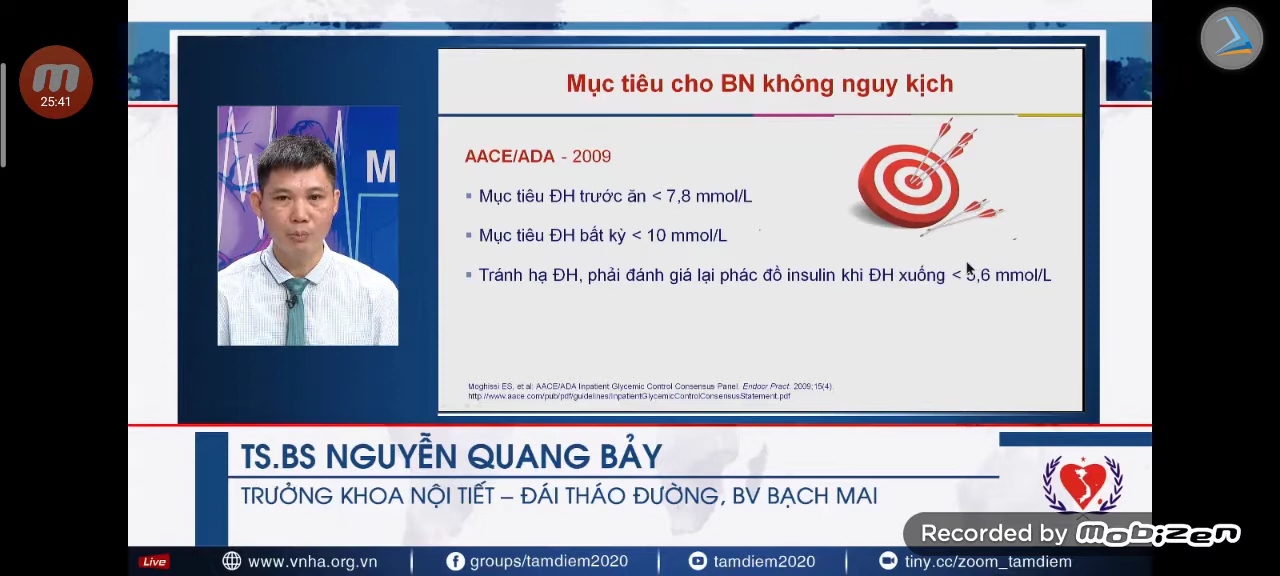 25:41
M
Mục tiêu cho BN không nguy kịch
AACE/ADA - 2009
Mục tiêu ĐH trước ăn < 7,8 mmol/L
Mục tiêu ĐH bất kỳ < 10 mmol/L
Tránh hạ ĐH, phải đánh giá lại phác đồ insulin khi ĐH xuống < 5,6 mmol/L
Moghissi ES, et al; AACE/ADA Inpatient Glycemic Control Consensus Panel. Endocr Pract. 2009;15(4).
http://www.aace.com/pub/pdf/guidelines/InpatientGlycemicControlConsensusStatement.pdf
TS.BS NGUYỄN QUANG BẢY
TRƯỞNG KHOA NỘI TIẾT – ĐÁI THÁO ĐƯỜNG, BV BẠCH MAI
Recorded by mobizen
Live www.vnha.org.vn groups/tamdiem2020 tamdiem2020 tiny.cc/zoom_tamdiem